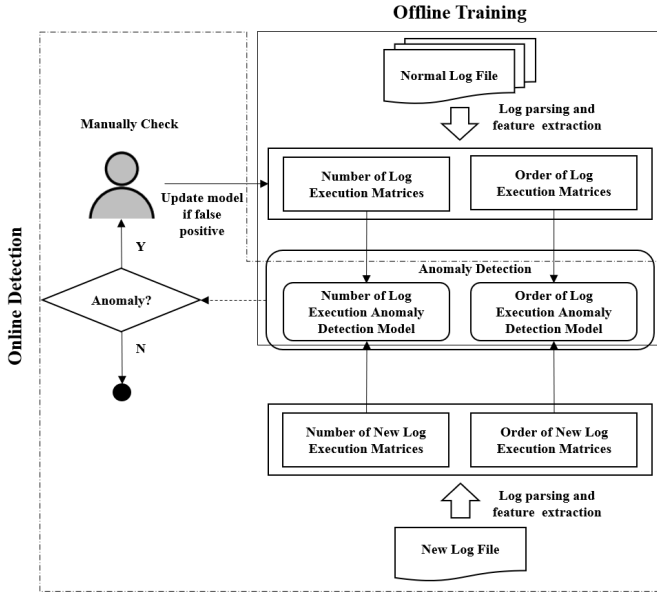 Offline Training
Normal Log File
Log parsing and
feature extraction
Manually Check
Number of Log
Execution Matrices
Order of Log
Execution Matrices
Update model
if false
positive
Y
Anomaly Detection
Anomaly?
Number of Log
Execution Anomaly
Detection Model
Order of Log
Execution Anomaly
Detection Model
N
Online Detection
Number of New Log
Execution Matrices
Order of New Log
Execution Matrices
Log parsing and
feature extraction
New Log File